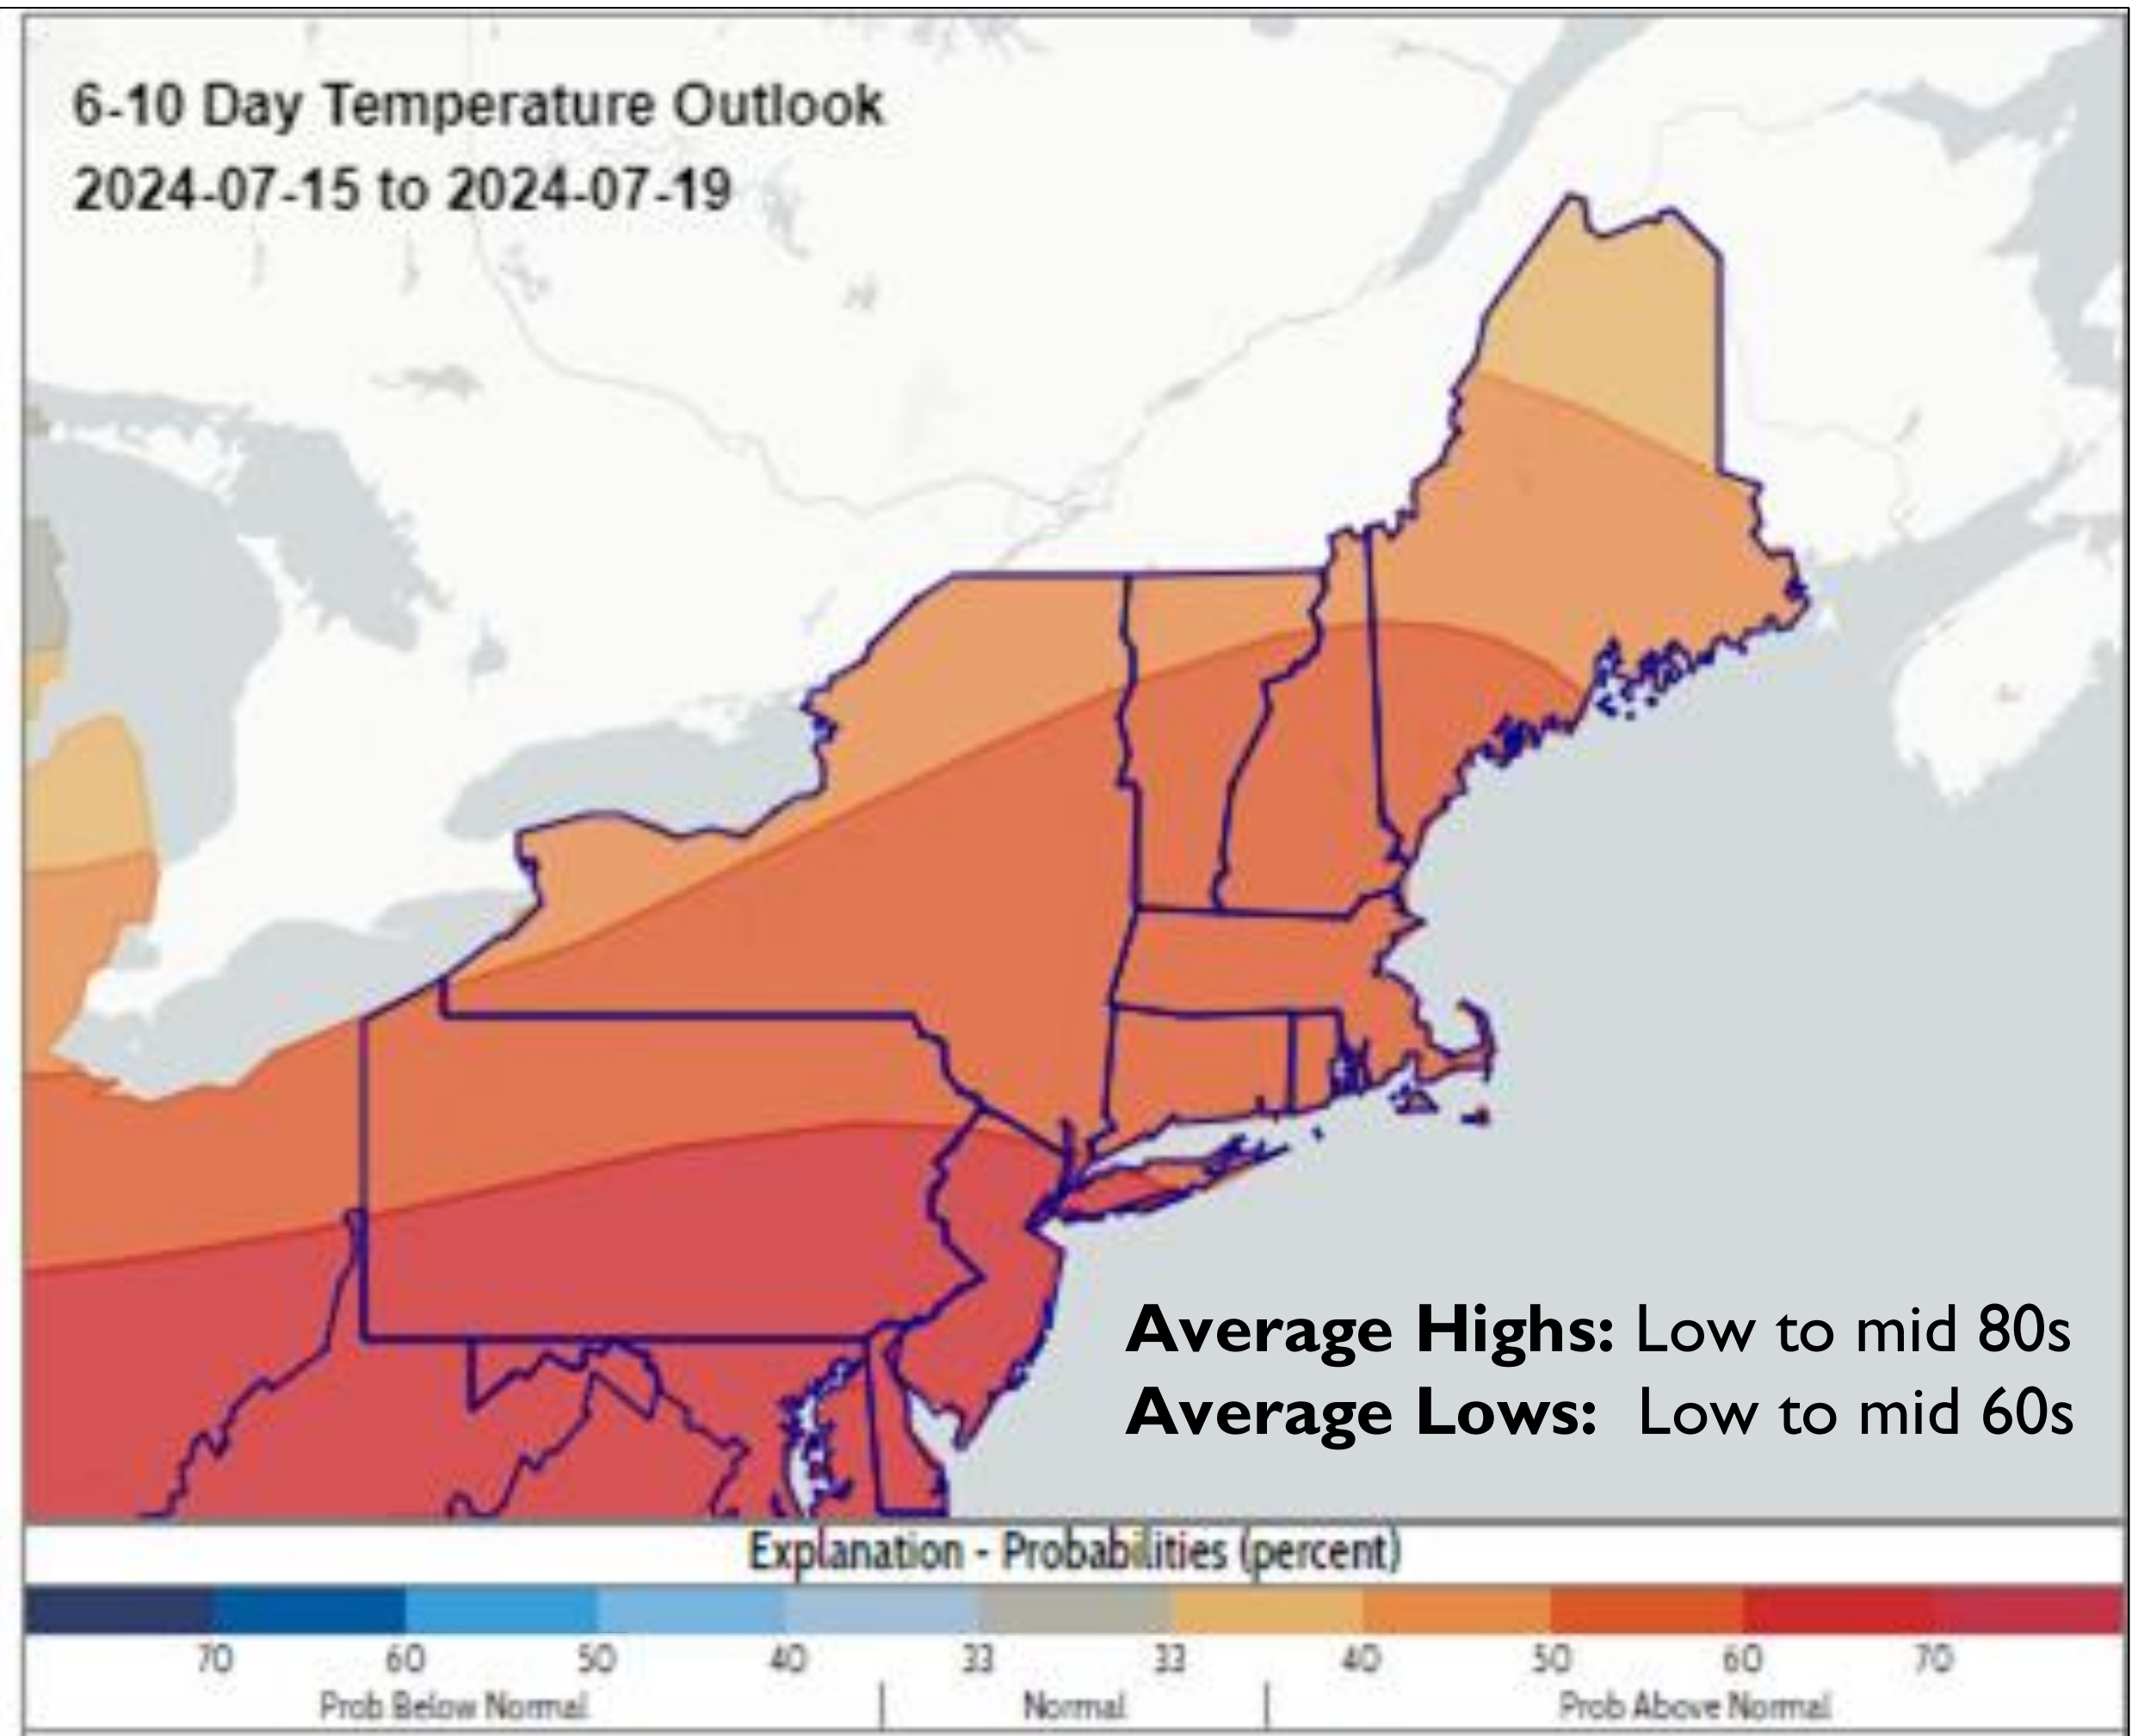 6-10 Day Temperature Outlook
2024-07-15 to 2024-07-19
Average Highs: Low to mid 80s
Average Lows: Low to mid 60s
Explanation - Probabilities (percent)
70 60 50 40 33 33 40 50 60 70
Prob Below Normal Normal Prob Above Normal